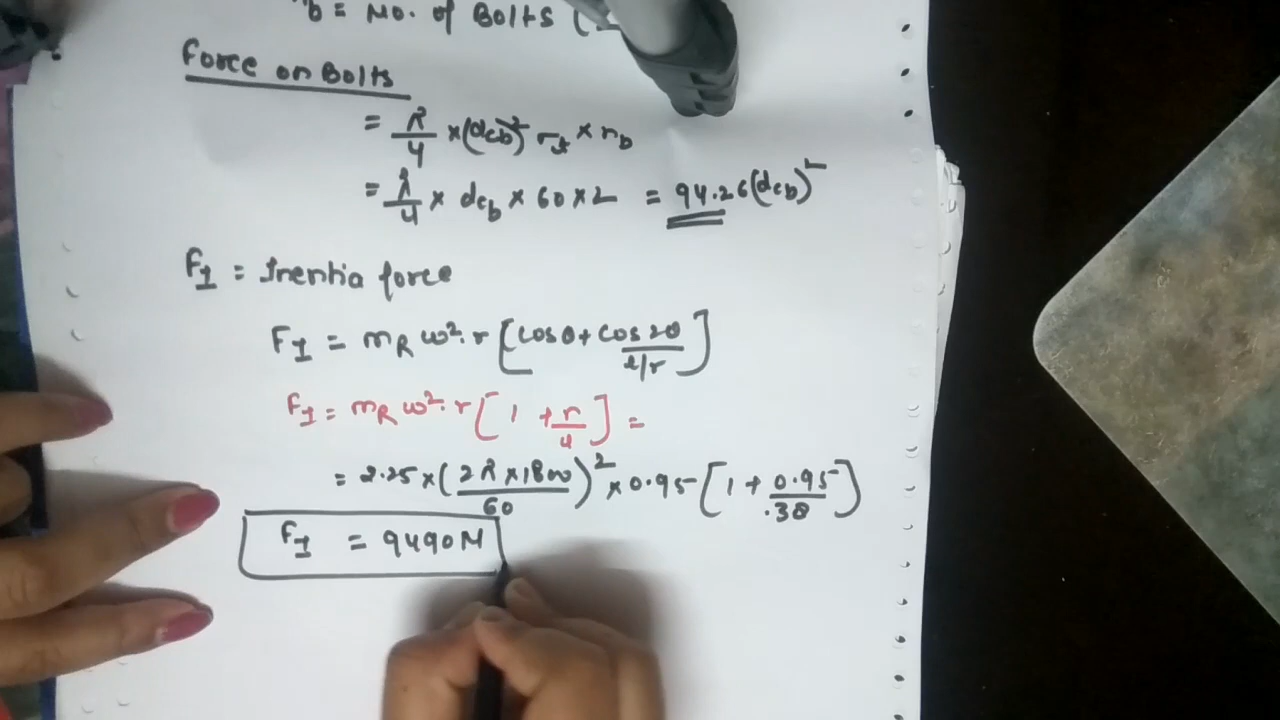 b = No. of Bolts (
Force on Bolts
= π/4 × (dcb)² σt × nb
= π/4 × dcb × 60 × 2 = 94.26(dcb)²
FI = Inertia force
FI = mR ω². r [cosθ + cos 2θ / l/r]
FI = mR ω². r [1 + r/l] =
= 2.25 × (2π × 1800 / 60)² × 0.95 [1 + 0.95 / .38]
FI = 9490 N